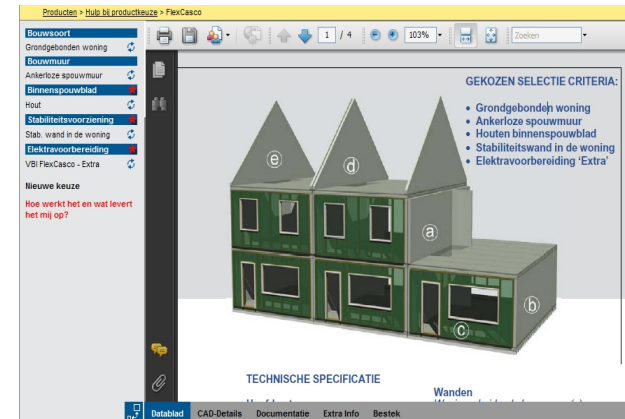 Producten > Hulp bij productkeuze > FlexCasco
Bouwsoort
Grondgebonden woning
Bouwmuur
Ankerloze spouwmuur
Binnenspouwblad
Hout
Stabiliteitsvoorziening
Stab. wand in de woning
Elektravoorbereiding
VBI FlexCasco - Extra
Nieuwe keuze
Hoe werkt het en wat levert
het mij op?
1 / 4
103%
Zoeken
GEKOZEN SELECTIE CRITERIA:
• Grondgebonden woning
• Ankerloze spouwmuur
• Houten binnenspouwblad
• Stabiliteitswand in de woning
• Elektravoorbereiding ‘Extra’
e
d
a
b
c
TECHNISCHE SPECIFICATIE
Wanden
Datablad CAD-Details Documentatie Extra Info Bestek